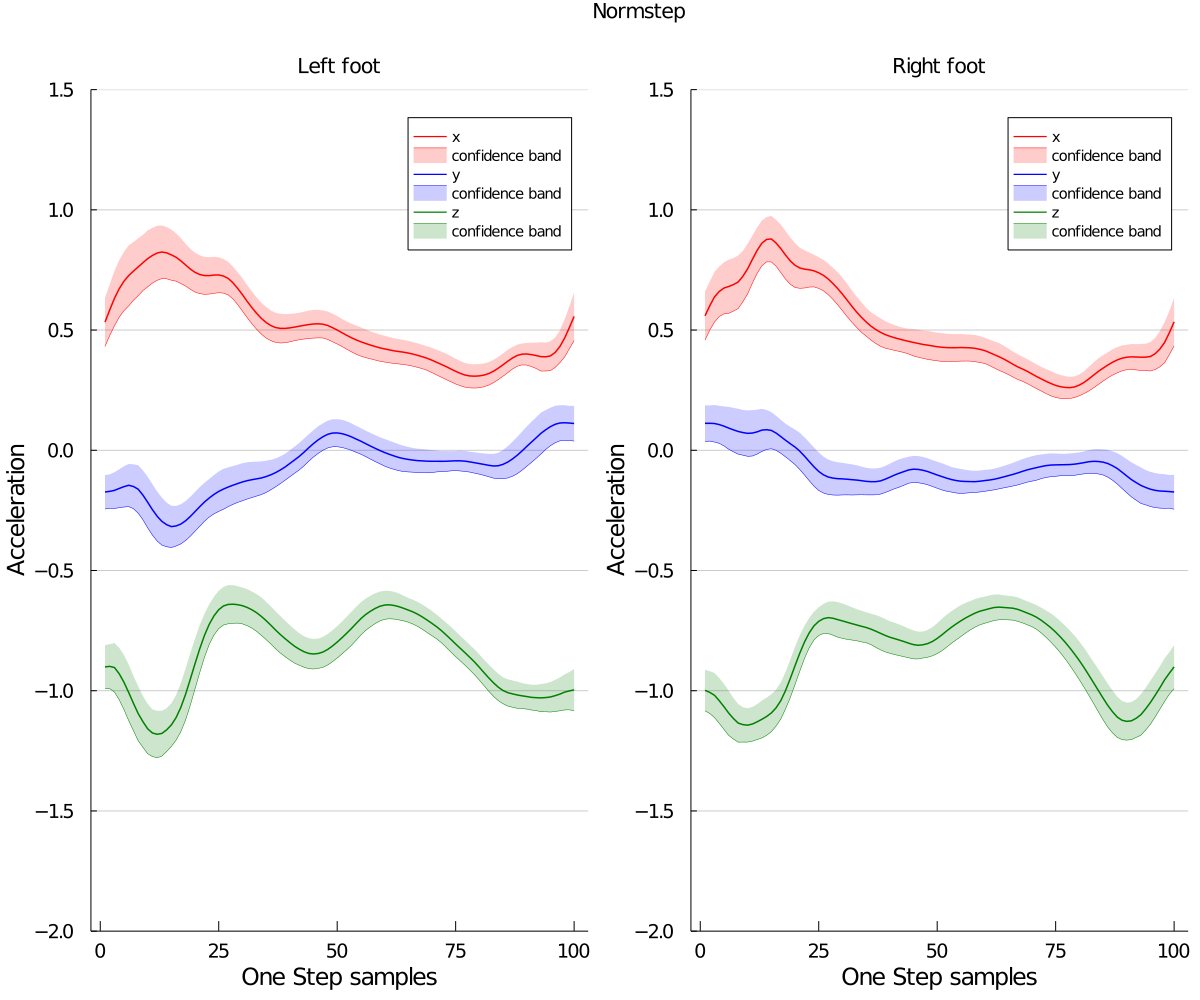 Normstep
Left foot
1.5
1.0
0.5
0.0
−0.5
−1.0
−1.5
−2.0
Acceleration
x
confidence band
y
confidence band
z
confidence band
0 25 50 75 100
One Step samples
Right foot
1.5
1.0
0.5
0.0
−0.5
−1.0
−1.5
−2.0
Acceleration
x
confidence band
y
confidence band
z
confidence band
0 25 50 75 100
One Step samples